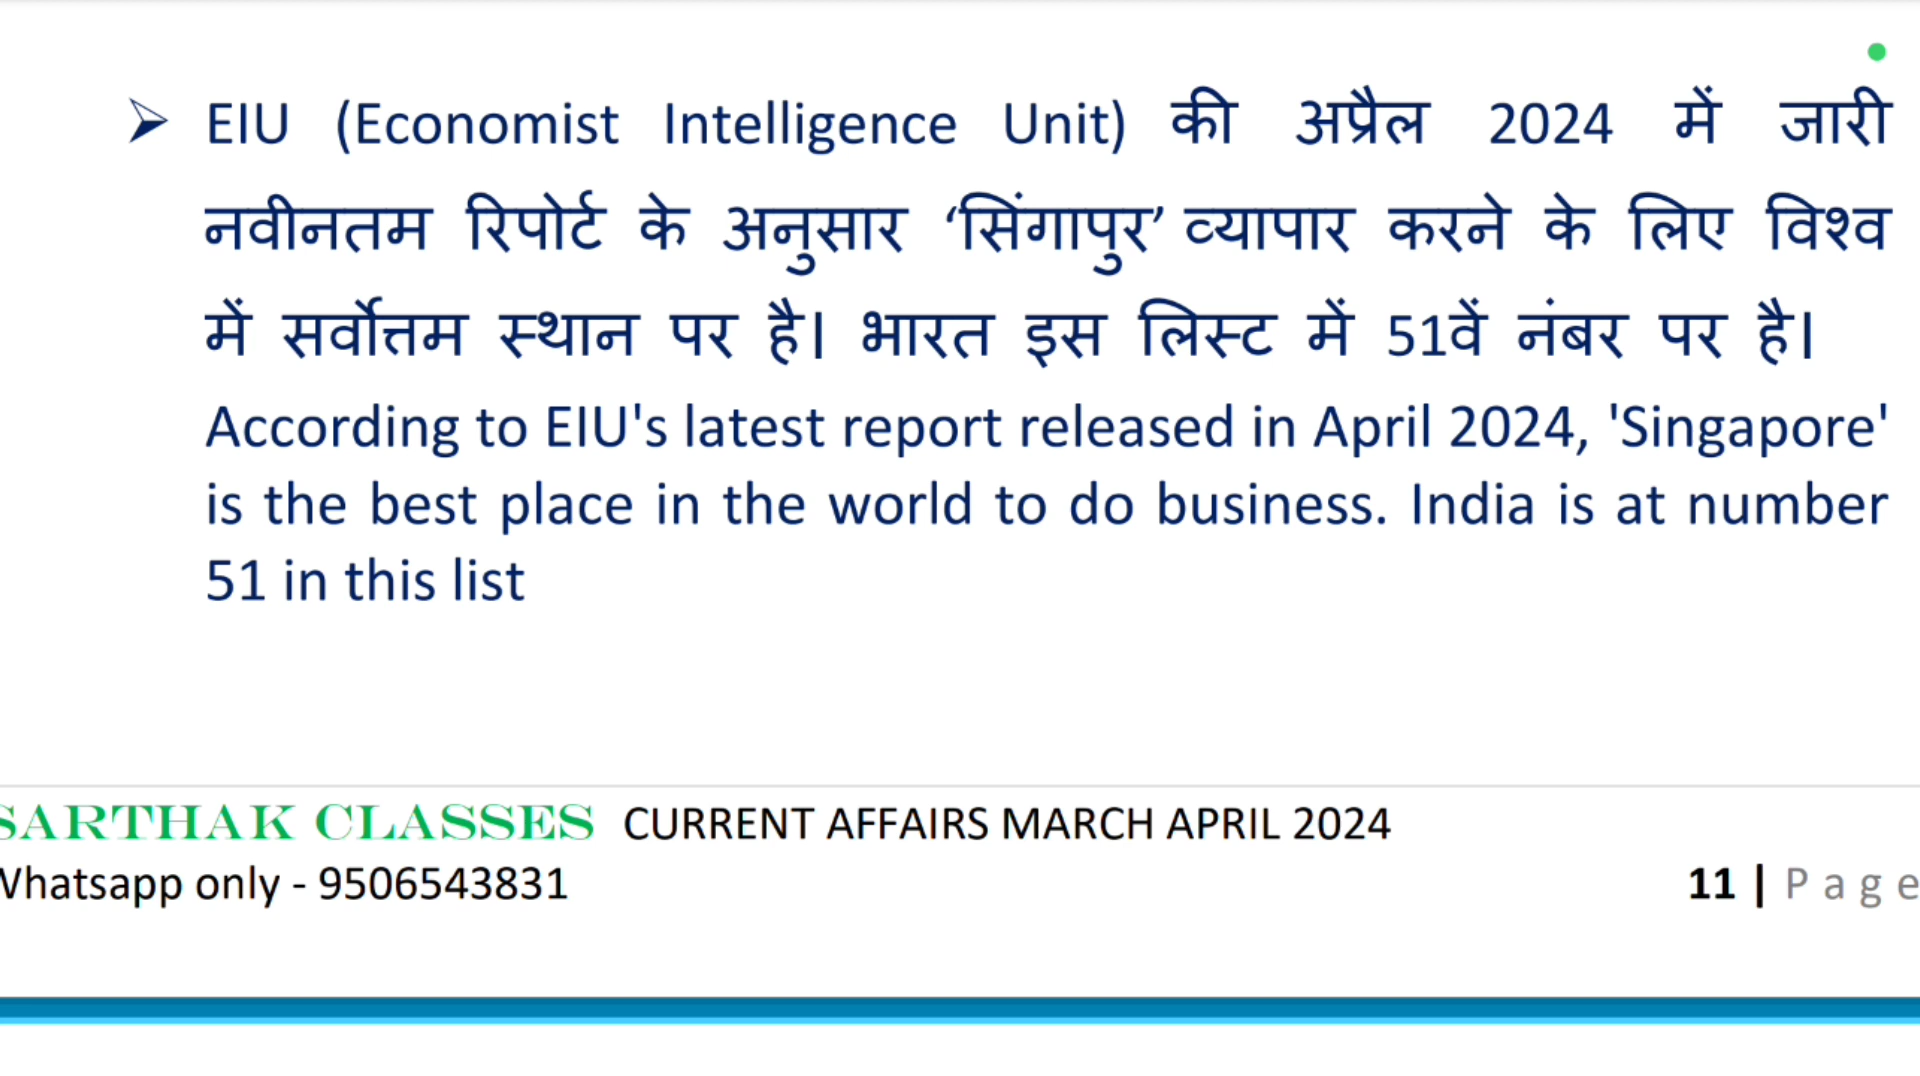 EIU (Economist Intelligence Unit) की अप्रैल 2024 में जारी
नवीनतम रिपोर्ट के अनुसार ‘सिंगापुर’ व्यापार करने के लिए विश्व
में सर्वोत्तम स्थान पर है। भारत इस लिस्ट में 51वें नंबर पर है।
According to EIU's latest report released in April 2024, 'Singapore'
is the best place in the world to do business. India is at number
51 in this list
SARTHAK CLASSES CURRENT AFFAIRS MARCH APRIL 2024
Whatsapp only - 9506543831
11 | Page